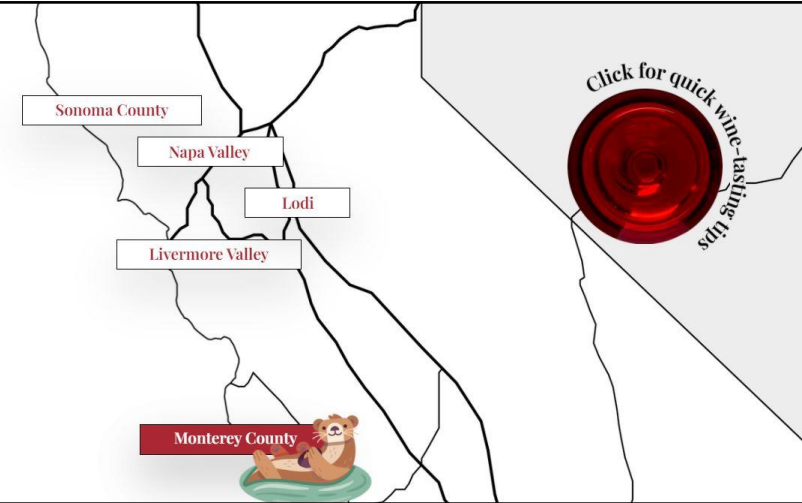 Click for quick wine-tasting tips
Sonoma County
Napa Valley
Lodi
Livermore Valley
Monterey County